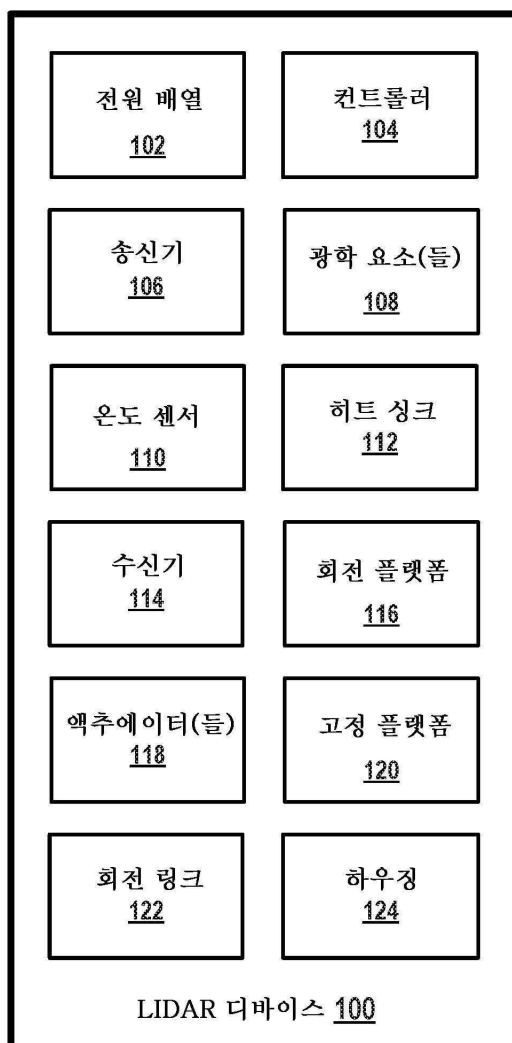 전원 배열
102
컨트롤러
104
송신기
106
광학 요소(들)
108
온도 센서
110
히트 싱크
112
수신기
114
회전 플랫폼
116
액추에이터(들)
118
고정 플랫폼
120
회전 링크
122
하우징
124
LIDAR 디바이스 100